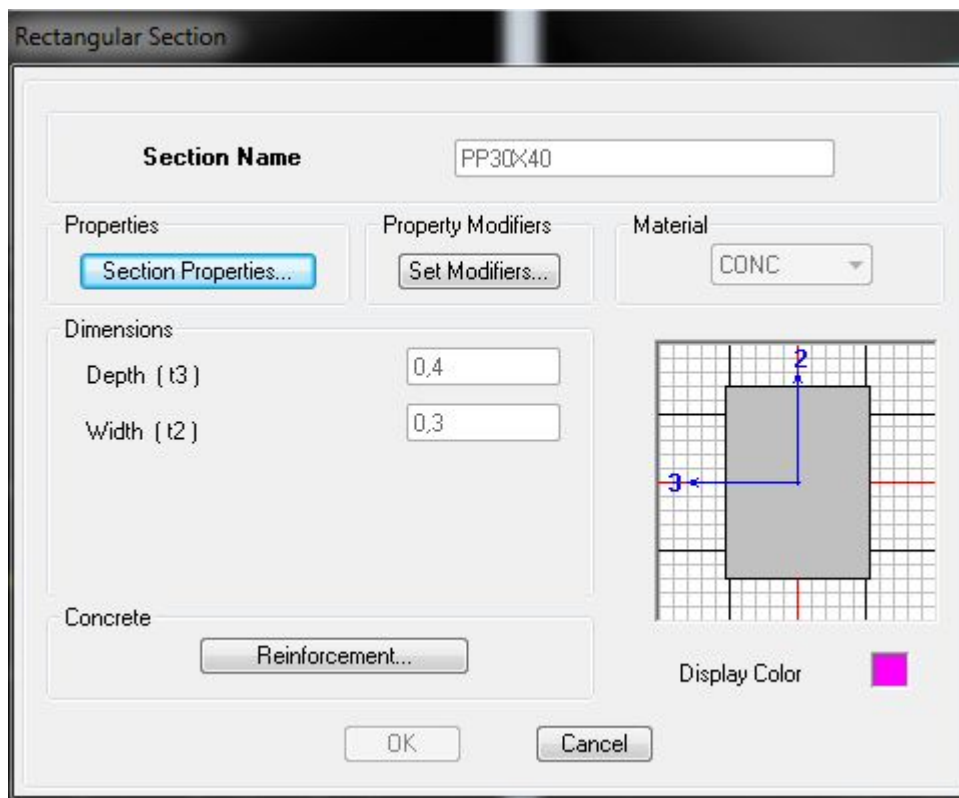 Rectangular Section
Section Name PP30X40
Properties Property Modifiers Material
Section Properties... Set Modifiers... CONC
Dimensions
Depth ( t3 ) 0,4
Width ( t2 ) 0,3
2
3
Concrete
Reinforcement...
Display Color
OK Cancel